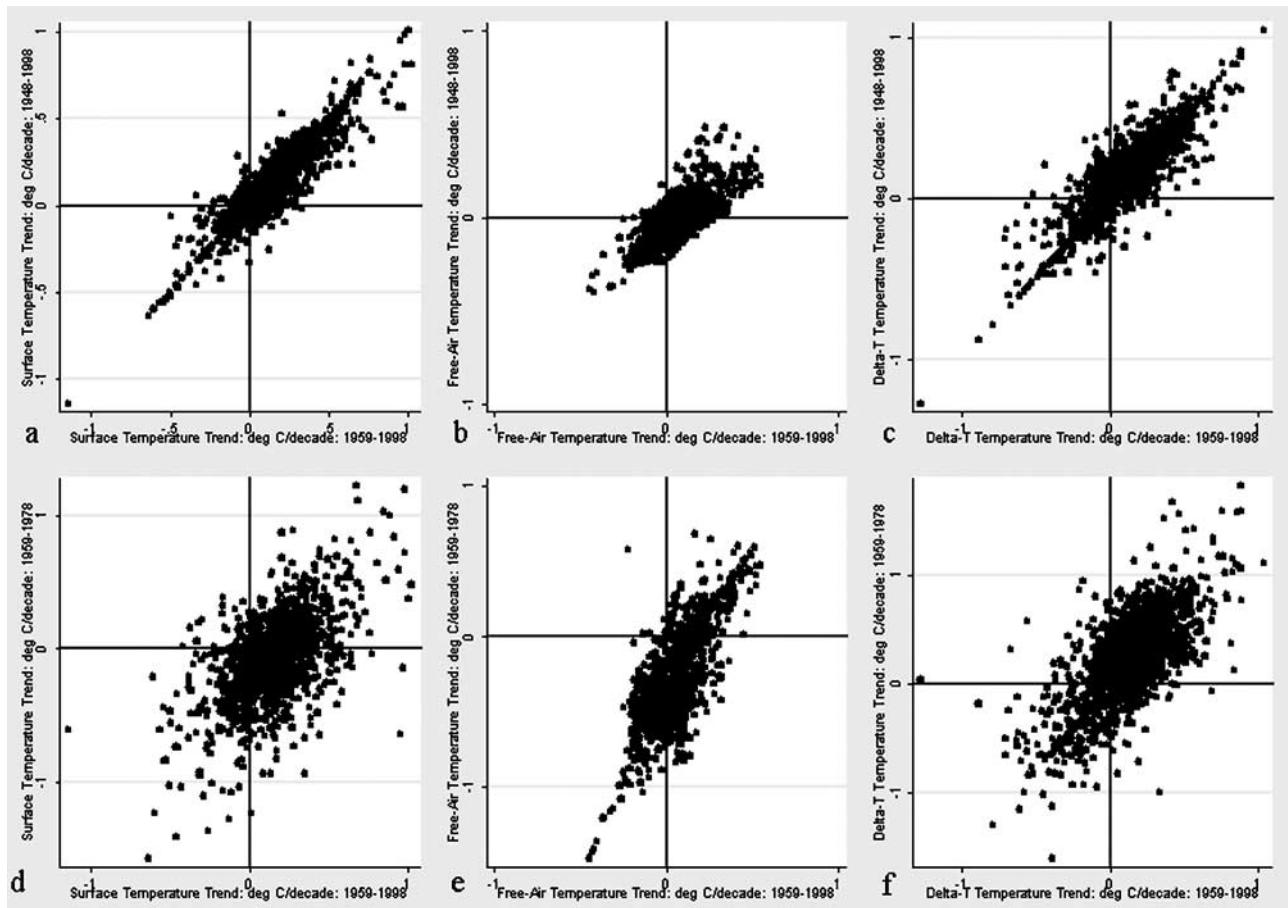 Surface Temperature Trend: deg C/decade: 1948-1998
1
.5
0
-.5
-1
-1
-.5
0
.5
1
a
Surface Temperature Trend: deg C/decade: 1959-1998
Free-Air Temperature Trend: deg C/decade: 1948-1998
1
0
-1
-1
0
1
b
Free-Air Temperature Trend: deg C/decade: 1959-1998
Delta-T Temperature Trend: deg C/decade: 1948-1998
1
0
-1
-1
0
1
c
Delta-T Temperature Trend: deg C/decade: 1959-1998
Surface Temperature Trend: deg C/decade: 1959-1978
1
0
-1
-1
0
1
d
Surface Temperature Trend: deg C/decade: 1959-1998
Free-Air Temperature Trend: deg C/decade: 1959-1978
1
0
-1
-1
0
1
e
Free-Air Temperature Trend: deg C/decade: 1959-1998
Delta-T Temperature Trend: deg C/decade: 1959-1978
1
0
-1
-1
0
1
f
Delta-T Temperature Trend: deg C/decade: 1959-1998